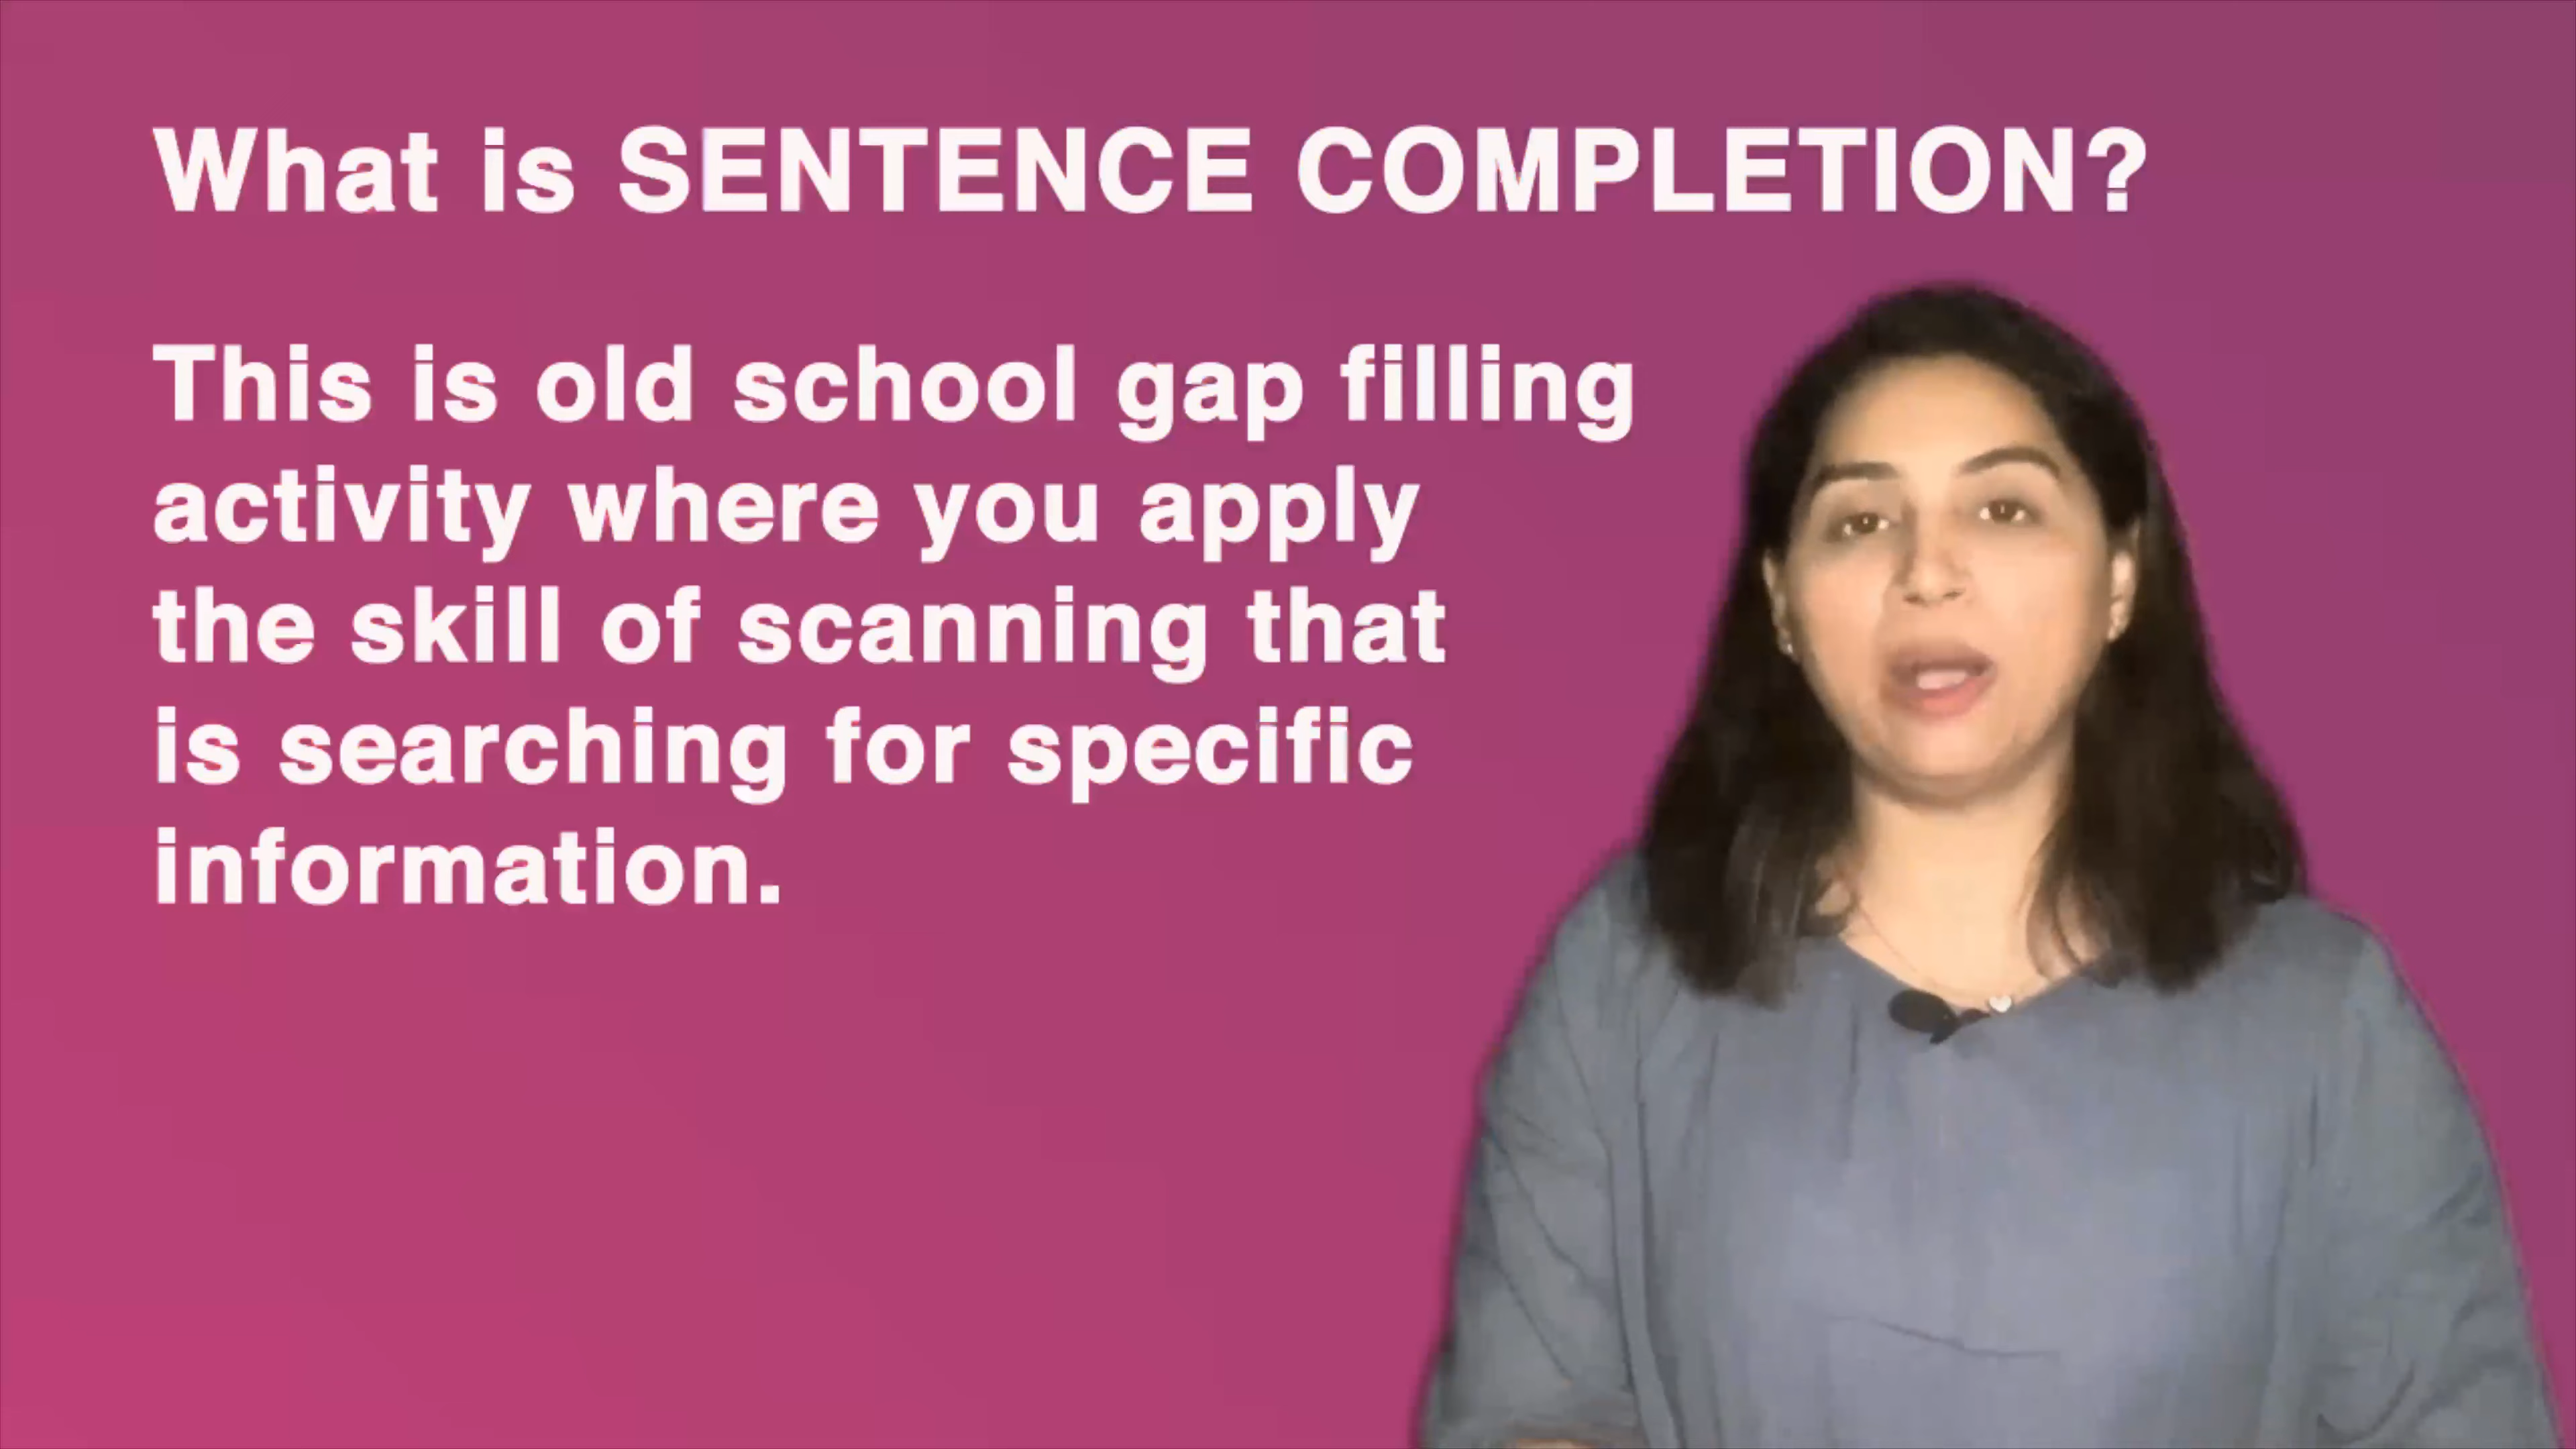 What is SENTENCE COMPLETION?
This is old school gap filling
activity where you apply
the skill of scanning that
is searching for specific
information.